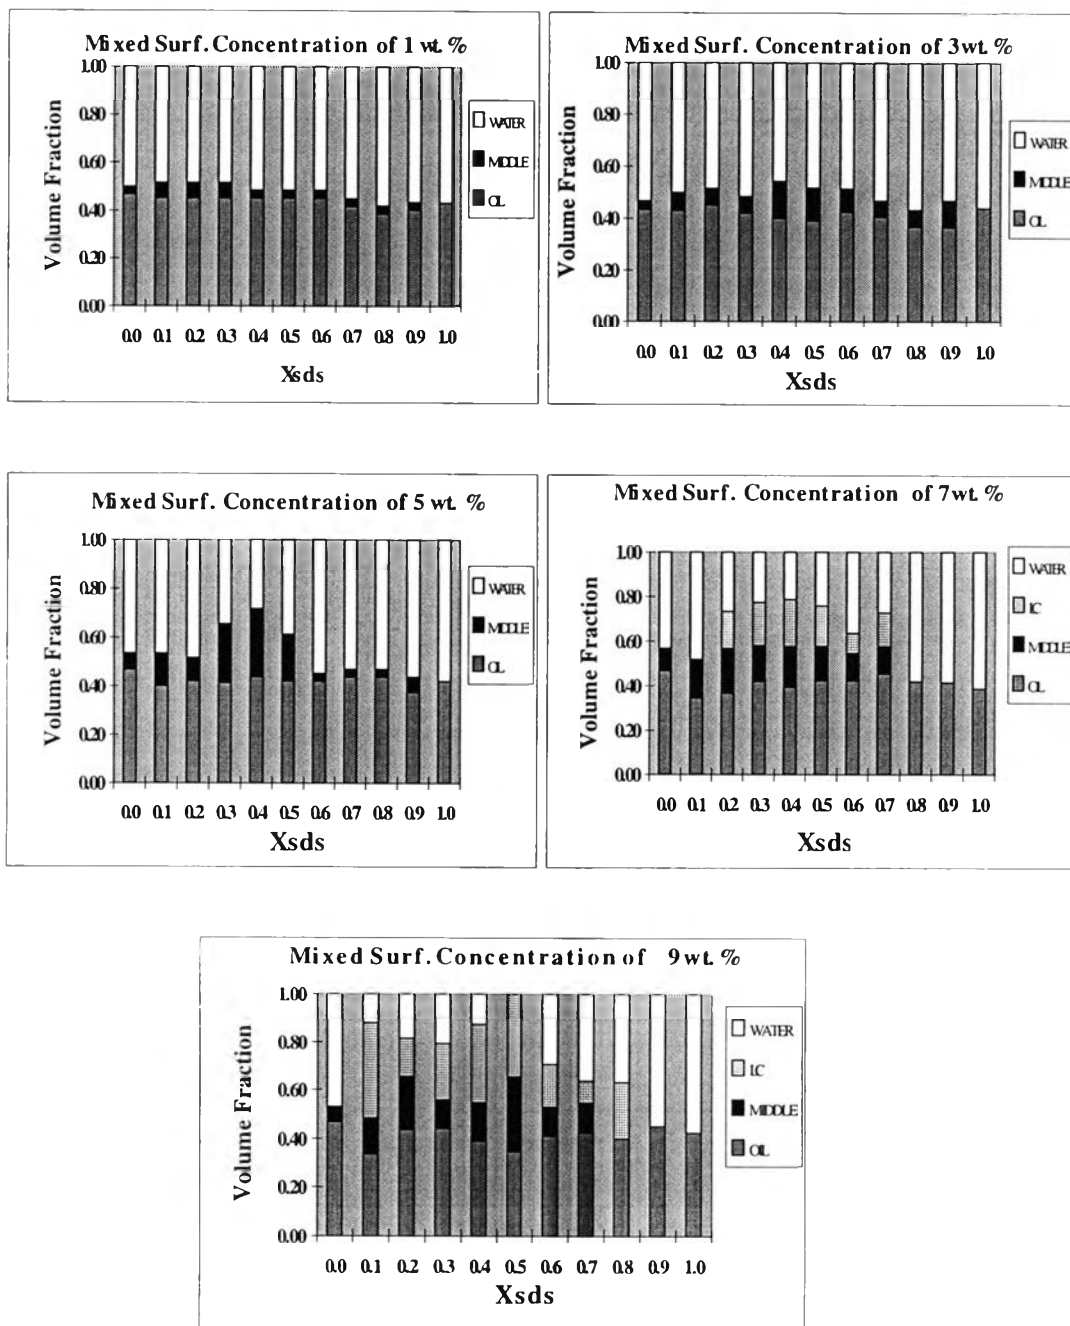 Mixed Surf. Concentration of 1 wt. %
1.00
0.80
0.60
0.40
0.20
0.00
Volume Fraction
0.0 0.1 0.2 0.3 0.4 0.5 0.6 0.7 0.8 0.9 1.0
Xsds
WATER
MIDDLE
OIL
Mixed Surf. Concentration of 3wt. %
1.00
0.80
0.60
0.40
0.20
0.00
Volume Fraction
0.0 0.1 0.2 0.3 0.4 0.5 0.6 0.7 0.8 0.9 1.0
Xsds
WATER
MIDDLE
OIL
Mixed Surf. Concentration of 5 wt. %
1.00
0.80
0.60
0.40
0.20
0.00
Volume Fraction
0.0 0.1 0.2 0.3 0.4 0.5 0.6 0.7 0.8 0.9 1.0
Xsds
WATER
MIDDLE
OIL
Mixed Surf. Concentration of 7wt. %
1.00
0.80
0.60
0.40
0.20
0.00
Volume Fraction
0.0 0.1 0.2 0.3 0.4 0.5 0.6 0.7 0.8 0.9 1.0
Xsds
WATER
LC
MIDDLE
OIL
Mixed Surf. Concentration of 9wt. %
1.00
0.80
0.60
0.40
0.20
0.00
Volume Fraction
0.0 0.1 0.2 0.3 0.4 0.5 0.6 0.7 0.8 0.9 1.0
Xsds
WATER
LC
MIDDLE
OIL